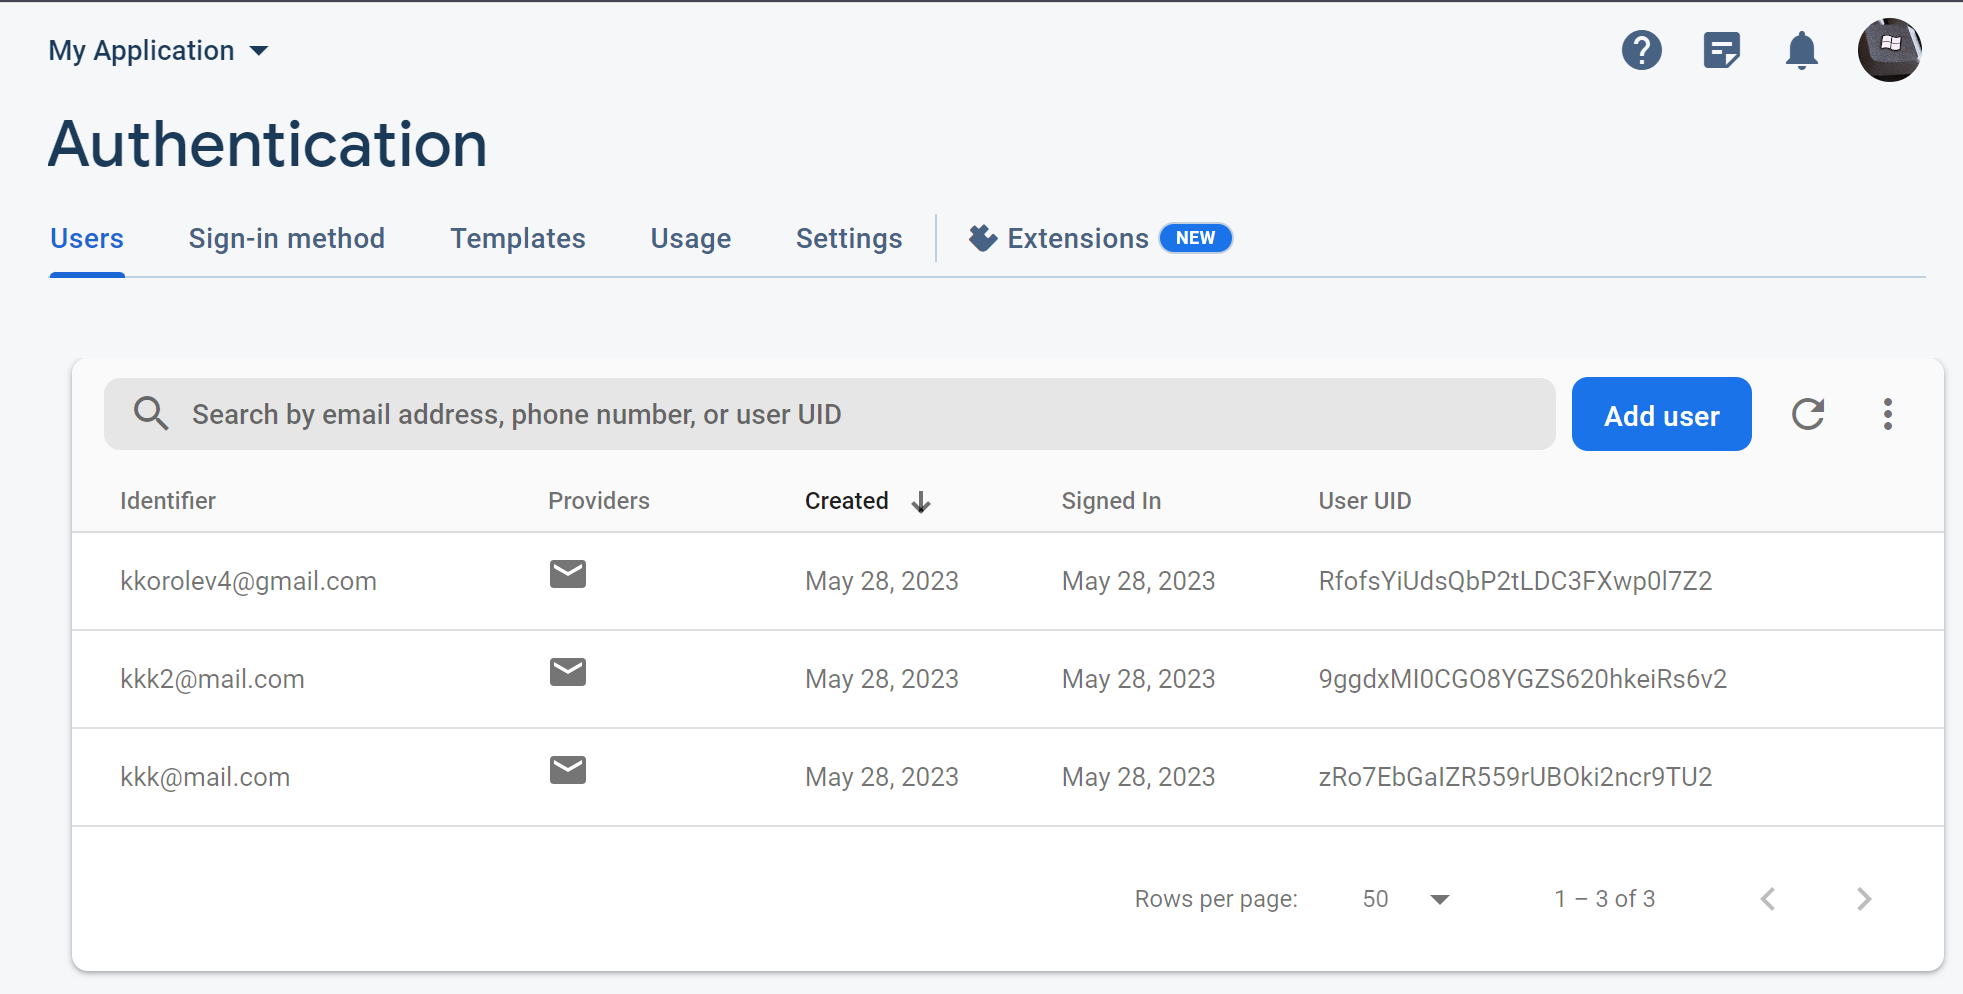 My Application
Authentication
Users Sign-in method Templates Usage Settings Extensions NEW
Search by email address, phone number, or user UID Add user
Identifier Providers Created Signed In User UID
kkorolev4@gmail.com May 28, 2023 May 28, 2023 RfofsYiUdsQbP2tLDC3FXwp0l7Z2
kkk2@mail.com May 28, 2023 May 28, 2023 9ggdxMI0CGO8YGZS620hkeiRs6v2
kkk@mail.com May 28, 2023 May 28, 2023 zRo7EbGaIZR559rUBOki2ncr9TU2
Rows per page: 50 1 – 3 of 3